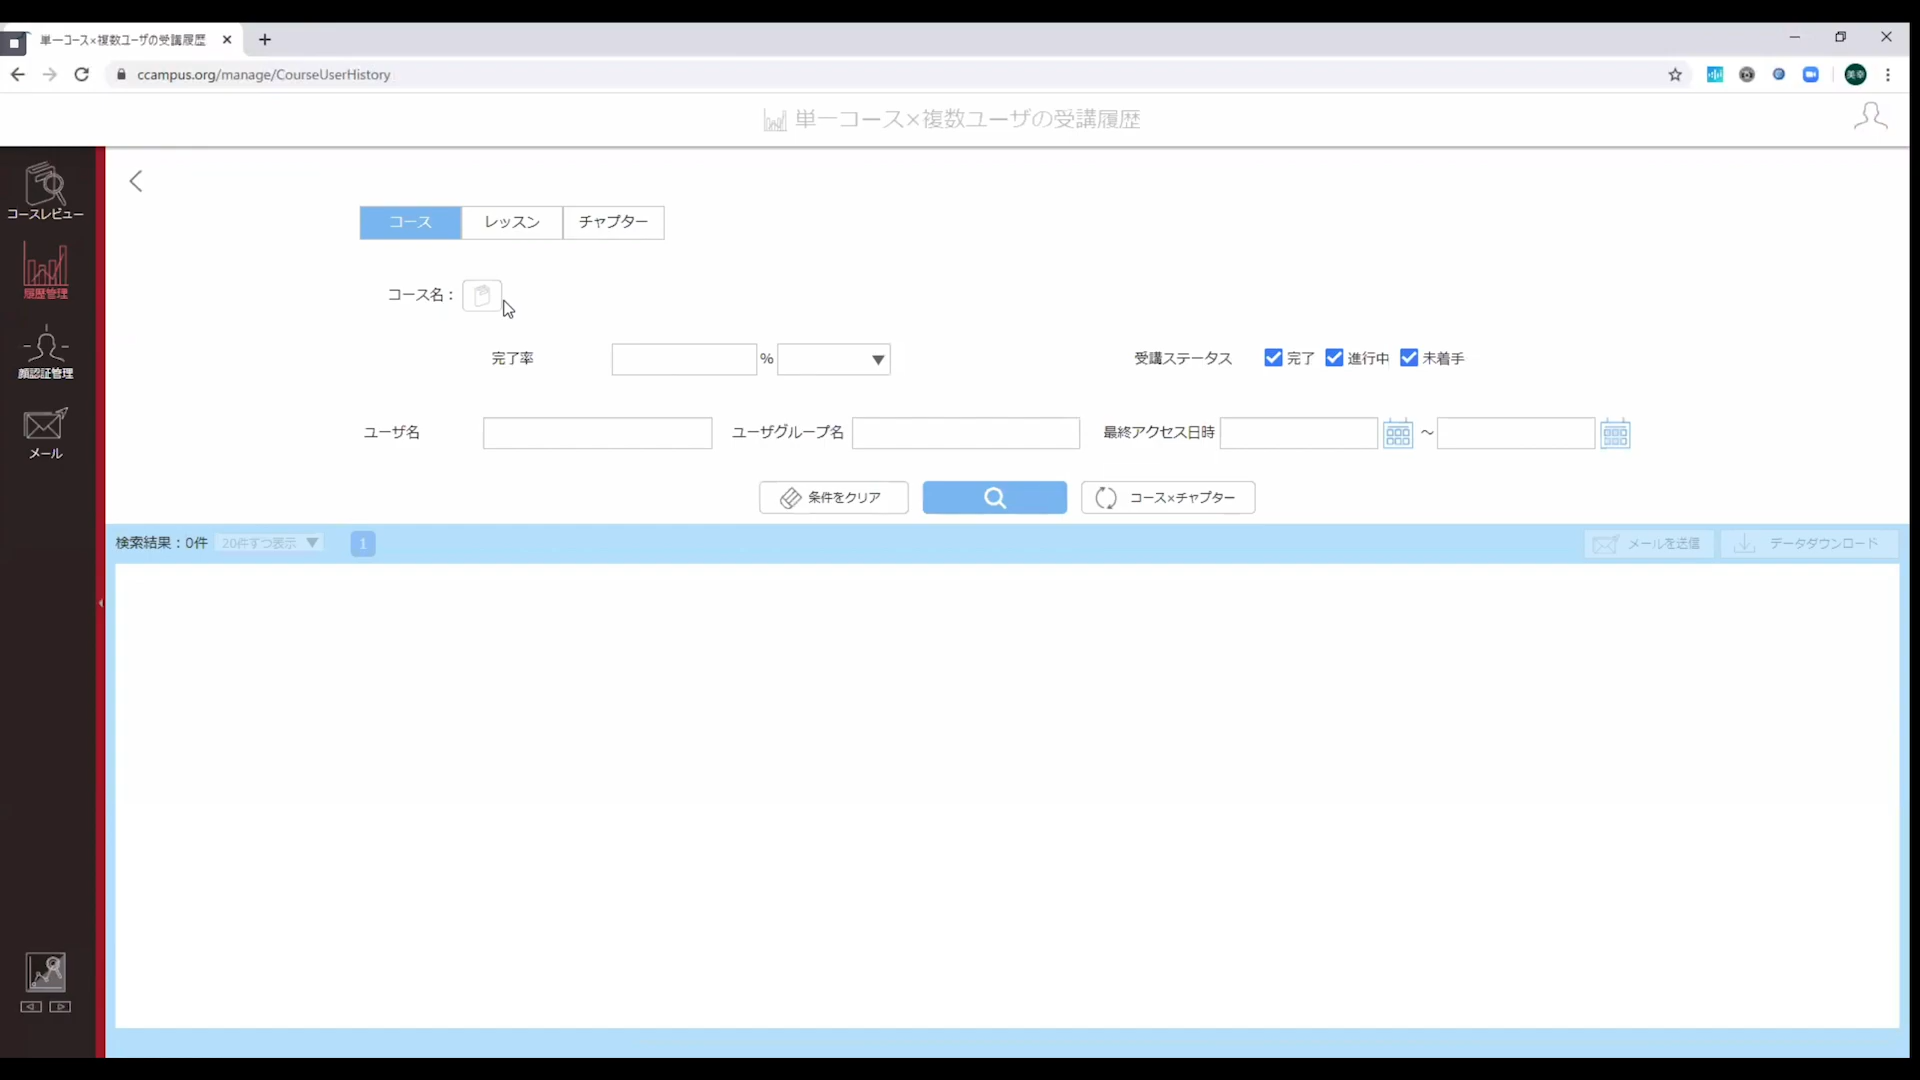 単一コース×複数ユーザの受講履歴
ccampus.org/manage/CourseUserHistory
美幸
単一コース×複数ユーザの受講履歴
コースレビュー
履歴管理
顔認証管理
メール
コース レッスン チャプター
コース名：
完了率 % 受講ステータス 完了 進行中 未着手
ユーザ名 ユーザグループ名 最終アクセス日時 ～
条件をクリア コース×チャプター
検索結果：0件 20件ずつ表示 1 メールを送信 データダウンロード